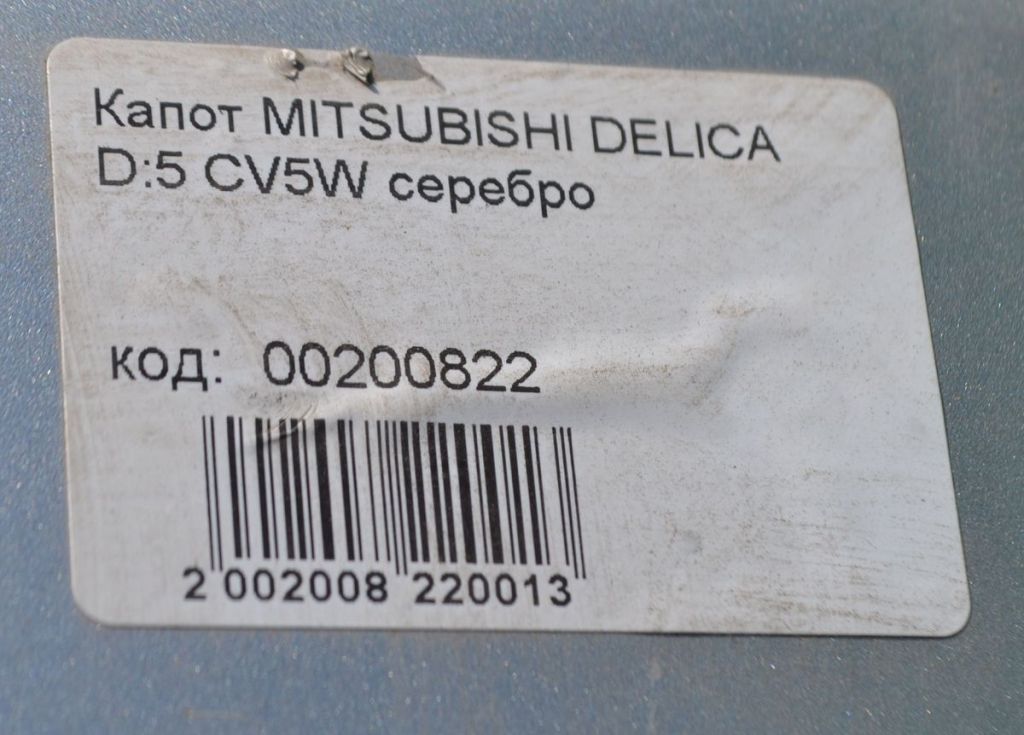 Капот MITSUBISHI DELICA
D:5 CV5W серебро
код: 00200822
2 002008 220013